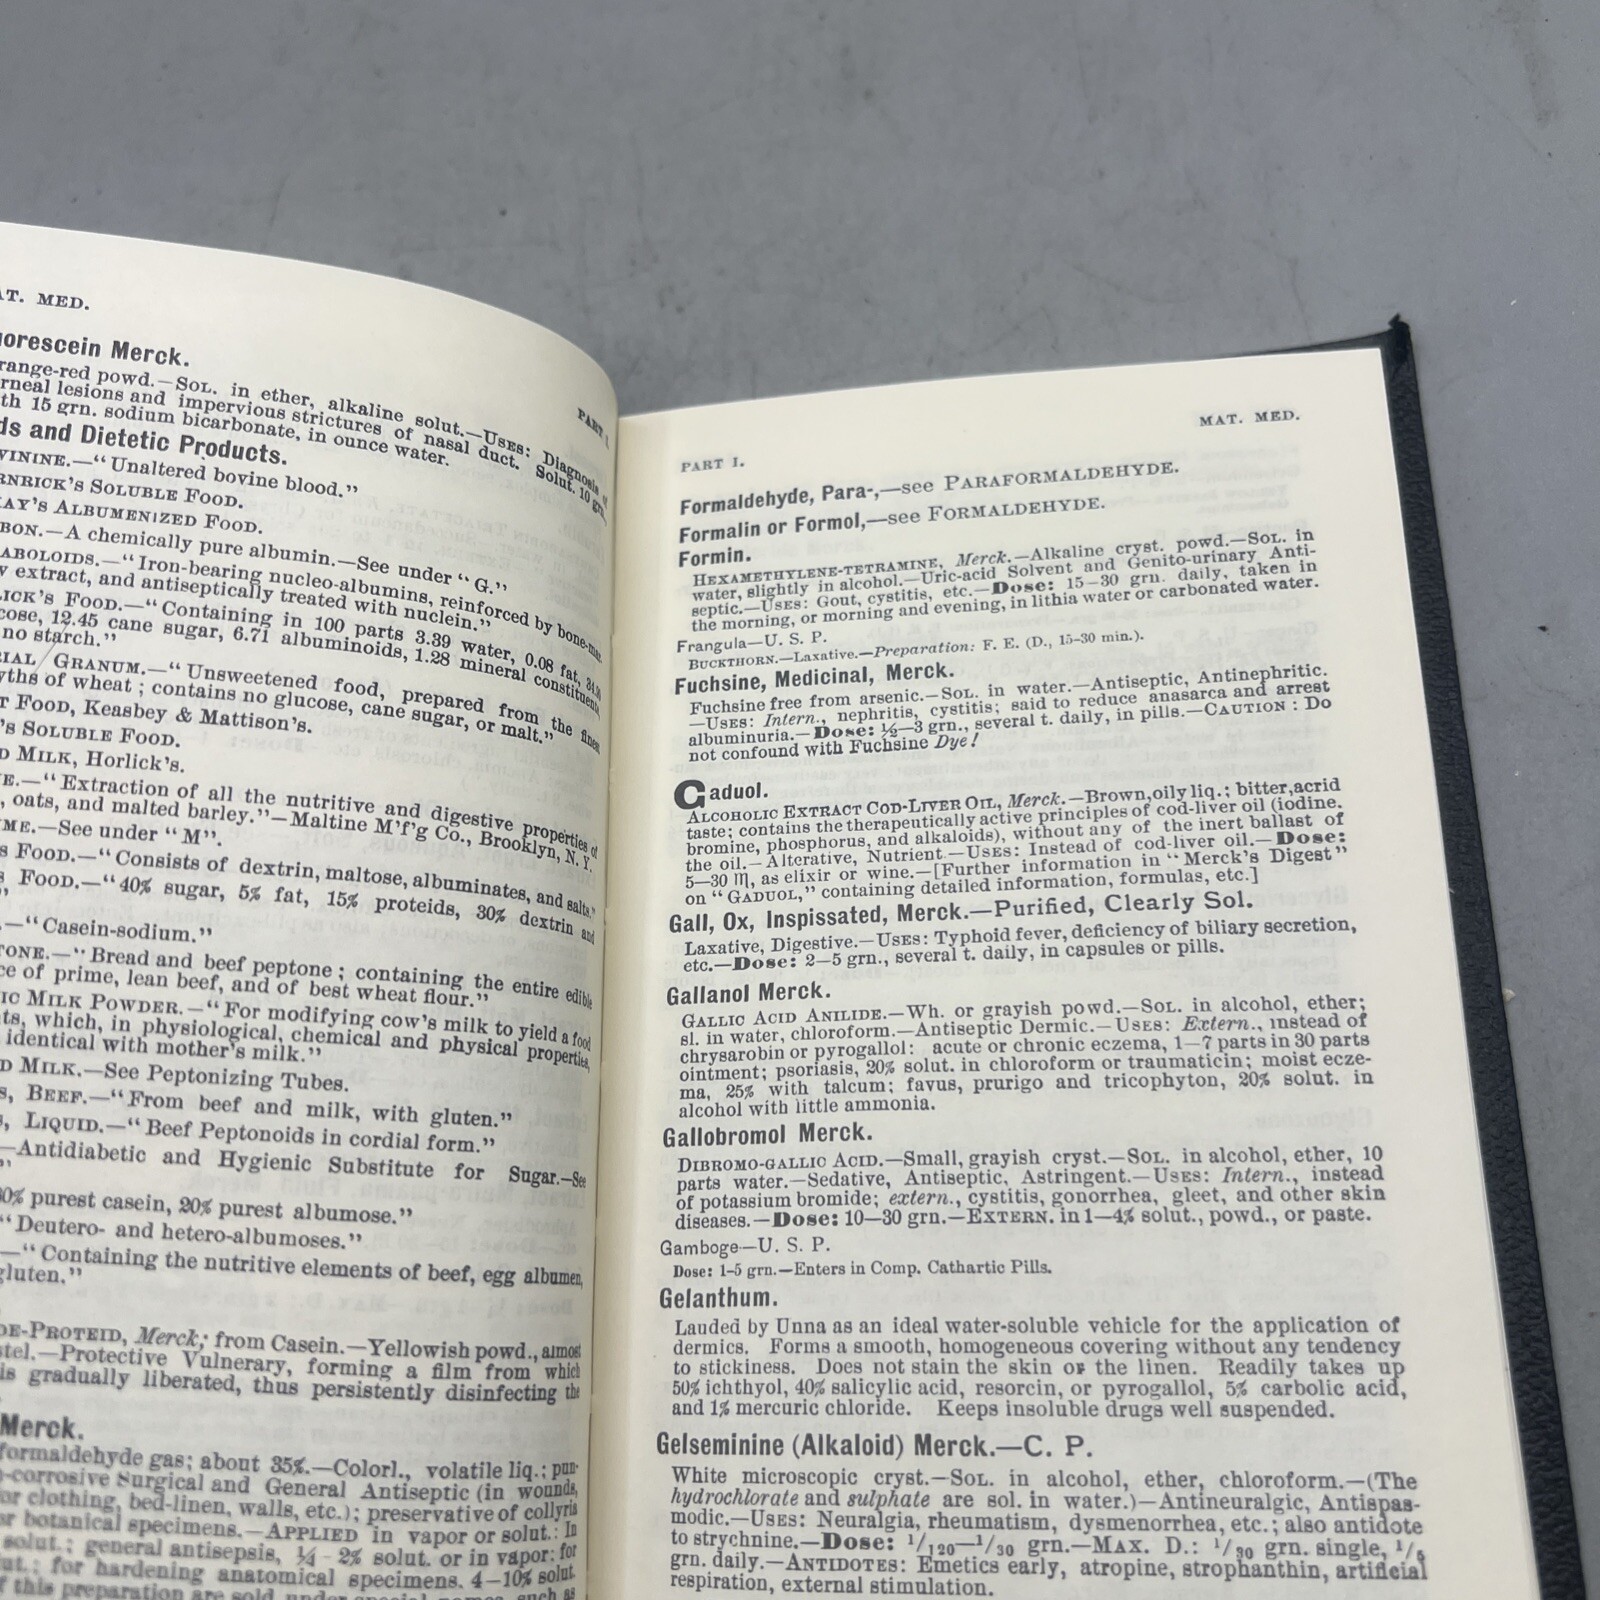 AT. MED.
PART I.
orescein Merck.
range-red powd.—SOL. in ether, alkaline solut.—USES: Diagnosis of
rneal lesions and impervious strictures of nasal duct. Solut. 10 grn.,
th 15 grn. sodium bicarbonate, in ounce water.
ds and Dietetic Products.
VININE.—"Unaltered bovine blood."
RNRICK'S SOLUBLE FOOD.
AY'S ALBUMENIZED FOOD.
BON.—A chemically pure albumin.—See under "G."
ABOLOIDS.—"Iron-bearing nucleo-albumins, reinforced by bone-mar
w extract, and antiseptically treated with nuclein."
LICK'S FOOD.—"Containing in 100 parts 3.39 water, 0.08 fat,
cose, 12.45 cane sugar, 6.71 albuminoids, 1.28 mineral constituents,
no starch."
IAL GRANUM.—"Unsweetened food, prepared from the finest
ths of wheat; contains no glucose, cane sugar, or malt."
T FOOD, Keasbey & Mattison's.
'S SOLUBLE FOOD.
D MILK, Horlick's.
E.—"Extraction of all the nutritive and digestive properties of
, oats, and malted barley."—Maltine M'f'g Co., Brooklyn, N. Y.
ME.—See under "M".
S FOOD.—"Consists of dextrin, maltose, albuminates, and salts."
S FOOD.—"40% sugar, 5% fat, 15% proteids, 30% dextrin and
"
.—"Casein-sodium."
TONE.—"Bread and beef peptone; containing the entire edible
ce of prime, lean beef, and of best wheat flour."
IC MILK POWDER.—"For modifying cow's milk to yield a food
ts, which, in physiological, chemical and physical properties,
identical with mother's milk."
D MILK.—See Peptonizing Tubes.
S, BEEF.—"From beef and milk, with gluten."
S, LIQUID.—"Beef Peptonoids in cordial form."
—Antidiabetic and Hygienic Substitute for Sugar.—See
"
0% purest casein, 20% purest albumose."
"Deutero- and hetero-albumoses."
—"Containing the nutritive elements of beef, egg albumen,
gluten."
DE-PROTEID, Merck; from Casein.—Yellowish powd., almost
tel.—Protective Vulnerary, forming a film from which
is gradually liberated, thus persistently disinfecting the
Merck.
formaldehyde gas; about 35%.—Colorl., volatile liq.; pun-
-corrosive Surgical and General Antiseptic (in wounds,
or clothing, bed-linen, walls, etc.); preservative of collyria
or botanical specimens.—APPLIED in vapor or solut.: In
solut.; general antisepsis, ¼-2% solut. or in vapor: for
ut.: for hardening anatomical specimens. 4-10% solut
f this preparation are sold under special names, such as
PART I.
MAT. MED.
Formaldehyde, Para-,—see PARAFORMALDEHYDE.
Formalin or Formol,—see FORMALDEHYDE.
Formin.
HEXAMETHYLENE-TETRAMINE, Merck.—Alkaline cryst. powd.—SOL. in
water, slightly in alcohol.—Uric-acid Solvent and Genito-urinary Anti-
septic.—USES: Gout, cystitis, etc.—Dose: 15-30 grn. daily, taken in
the morning, or morning and evening, in lithia water or carbonated water.
Frangula—U. S. P.
BUCKTHORN.—Laxative.—Preparation: F. E. (D., 15-30 min.).
Fuchsine, Medicinal, Merck.
Fuchsine free from arsenic.—SOL. in water.—Antiseptic, Antinephritic.
—USES: Intern., nephritis, cystitis; said to reduce anasarca and arrest
albuminuria.—Dose: ½-3 grn., several t. daily, in pills.—CAUTION: Do
not confound with Fuchsine Dye!
Gaduol.
ALCOHOLIC EXTRACT COD-LIVER OIL, Merck.—Brown, oily liq.; bitter, acrid
taste; contains the therapeutically active principles of cod-liver oil (iodine.
bromine, phosphorus, and alkaloids), without any of the inert ballast of
the oil.—Alterative, Nutrient.—USES: Instead of cod-liver oil.—Dose:
5-30 ♏, as elixir or wine.—[Further information in "Merck's Digest"
on "GADUOL," containing detailed information, formulas, etc.]
Gall, Ox, Inspissated, Merck.—Purified, Clearly Sol.
Laxative, Digestive.—USES: Typhoid fever, deficiency of biliary secretion,
etc.—Dose: 2-5 grn., several t. daily, in capsules or pills.
Gallanol Merck.
GALLIC ACID ANILIDE.—Wh. or grayish powd.—SOL. in alcohol, ether;
sl. in water, chloroform.—Antiseptic Dermic.—USES: Extern., instead of
chrysarobin or pyrogallol: acute or chronic eczema, 1-7 parts in 30 parts
ointment; psoriasis, 20% solut. in chloroform or traumaticin; moist ecze-
ma, 25% with talcum; favus, prurigo and tricophyton, 20% solut. in
alcohol with little ammonia.
Gallobromol Merck.
DIBROMO-GALLIC ACID.—Small, grayish cryst.—SOL. in alcohol, ether, 10
parts water.—Sedative, Antiseptic, Astringent.—USES: Intern., instead
of potassium bromide; extern., cystitis, gonorrhea, gleet, and other skin
diseases.—Dose: 10-30 grn.—EXTERN. in 1-4% solut., powd., or paste.
Gamboge—U. S. P.
Dose: 1-5 grn.—Enters in Comp. Cathartic Pills.
Gelanthum.
Lauded by Unna as an ideal water-soluble vehicle for the application of
dermics. Forms a smooth, homogeneous covering without any tendency
to stickiness. Does not stain the skin or the linen. Readily takes up
50% ichthyol, 40% salicylic acid, resorcin, or pyrogallol, 5% carbolic acid,
and 1% mercuric chloride. Keeps insoluble drugs well suspended.
Gelseminine (Alkaloid) Merck.—C. P.
White microscopic cryst.—SOL. in alcohol, ether, chloroform.—(The
hydrochlorate and sulphate are sol. in water.)—Antineuralgic, Antispas-
modic.—USES: Neuralgia, rheumatism, dysmenorrhea, etc.; also antidote
to strychnine.—Dose: 1/120-1/30 grn.—MAX. D.: 1/30 grn. single, 1/5
grn. daily.—ANTIDOTES: Emetics early, atropine, strophanthin, artificial
respiration, external stimulation.